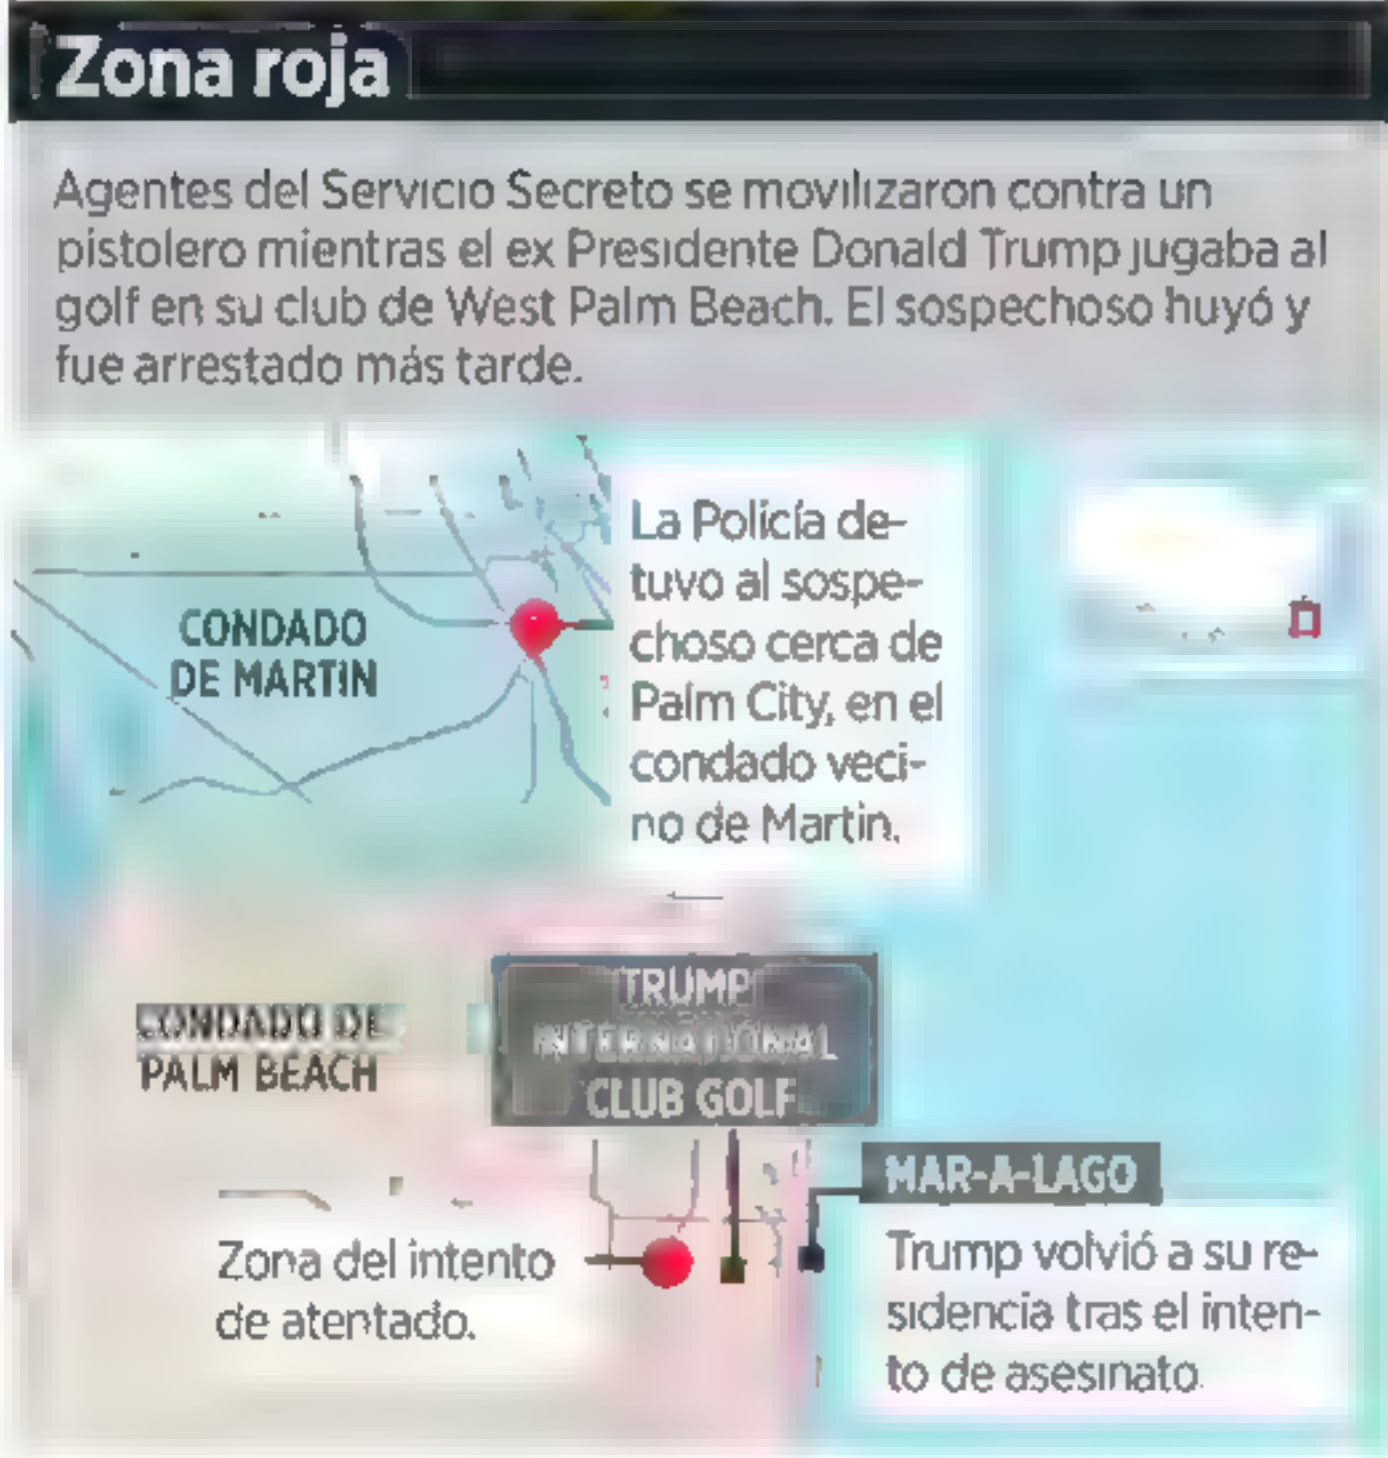 Zona roja
Agentes del Servicio Secreto se movilizaron contra un
pistolero mientras el ex Presidente Donald Trump jugaba al
golf en su club de West Palm Beach. El sospechoso huyó y
fue arrestado más tarde.
La Policía de-
tuvo al sospe-
choso cerca de
Palm City, en el
condado veci-
no de Martin.
CONDADO
DE MARTIN
TRUMP
INTERNATIONAL
CLUB GOLF
CONDADO DE
PALM BEACH
MAR-A-LAGO
Trump volvió a su re-
sidencia tras el inten-
to de asesinato.
Zona del intento
de atentado.